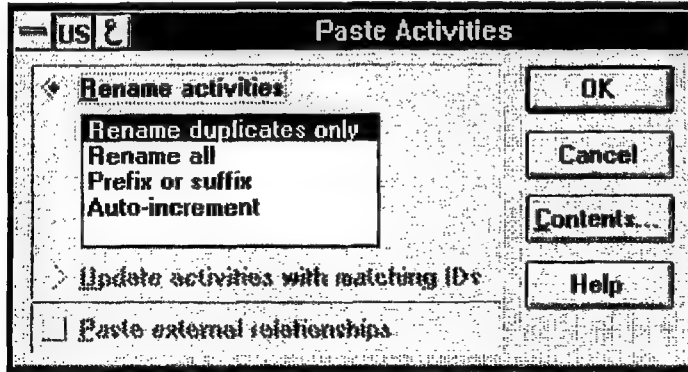 US ع Paste Activities
Rename activities
Rename duplicates only
Rename all
Prefix or suffix
Auto-increment
Update activities with matching IDs
Paste external relationships
OK
Cancel
Contents...
Help